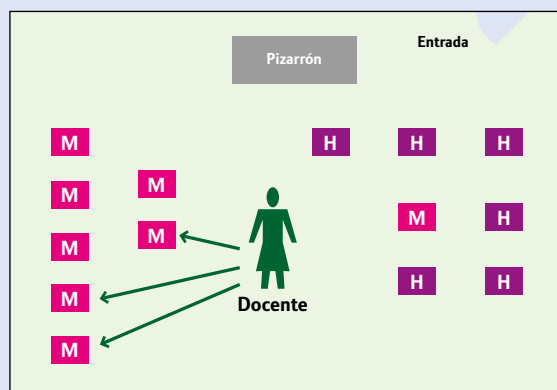 Entrada
Pizarrón
M H H H
M M
M M H
M
M H H
M
Docente